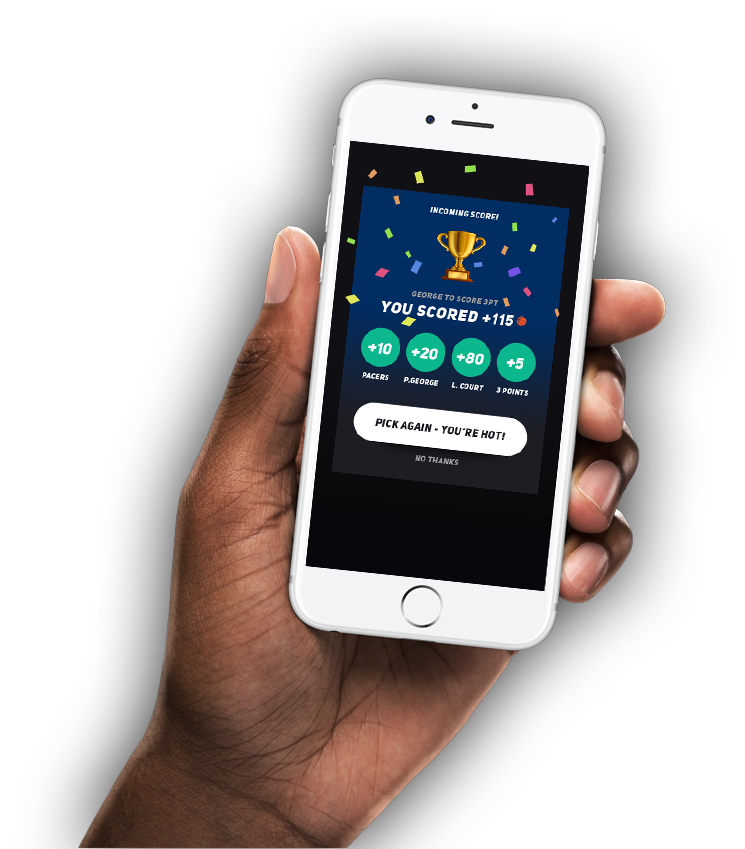 INCOMING SCORE!
GEORGE TO SCORE 3PT
YOU SCORED +115
+10 +20 +80 +5
PACERS P.GEORGE L. COURT 3 POINTS
PICK AGAIN - YOU'RE HOT!
NO THANKS